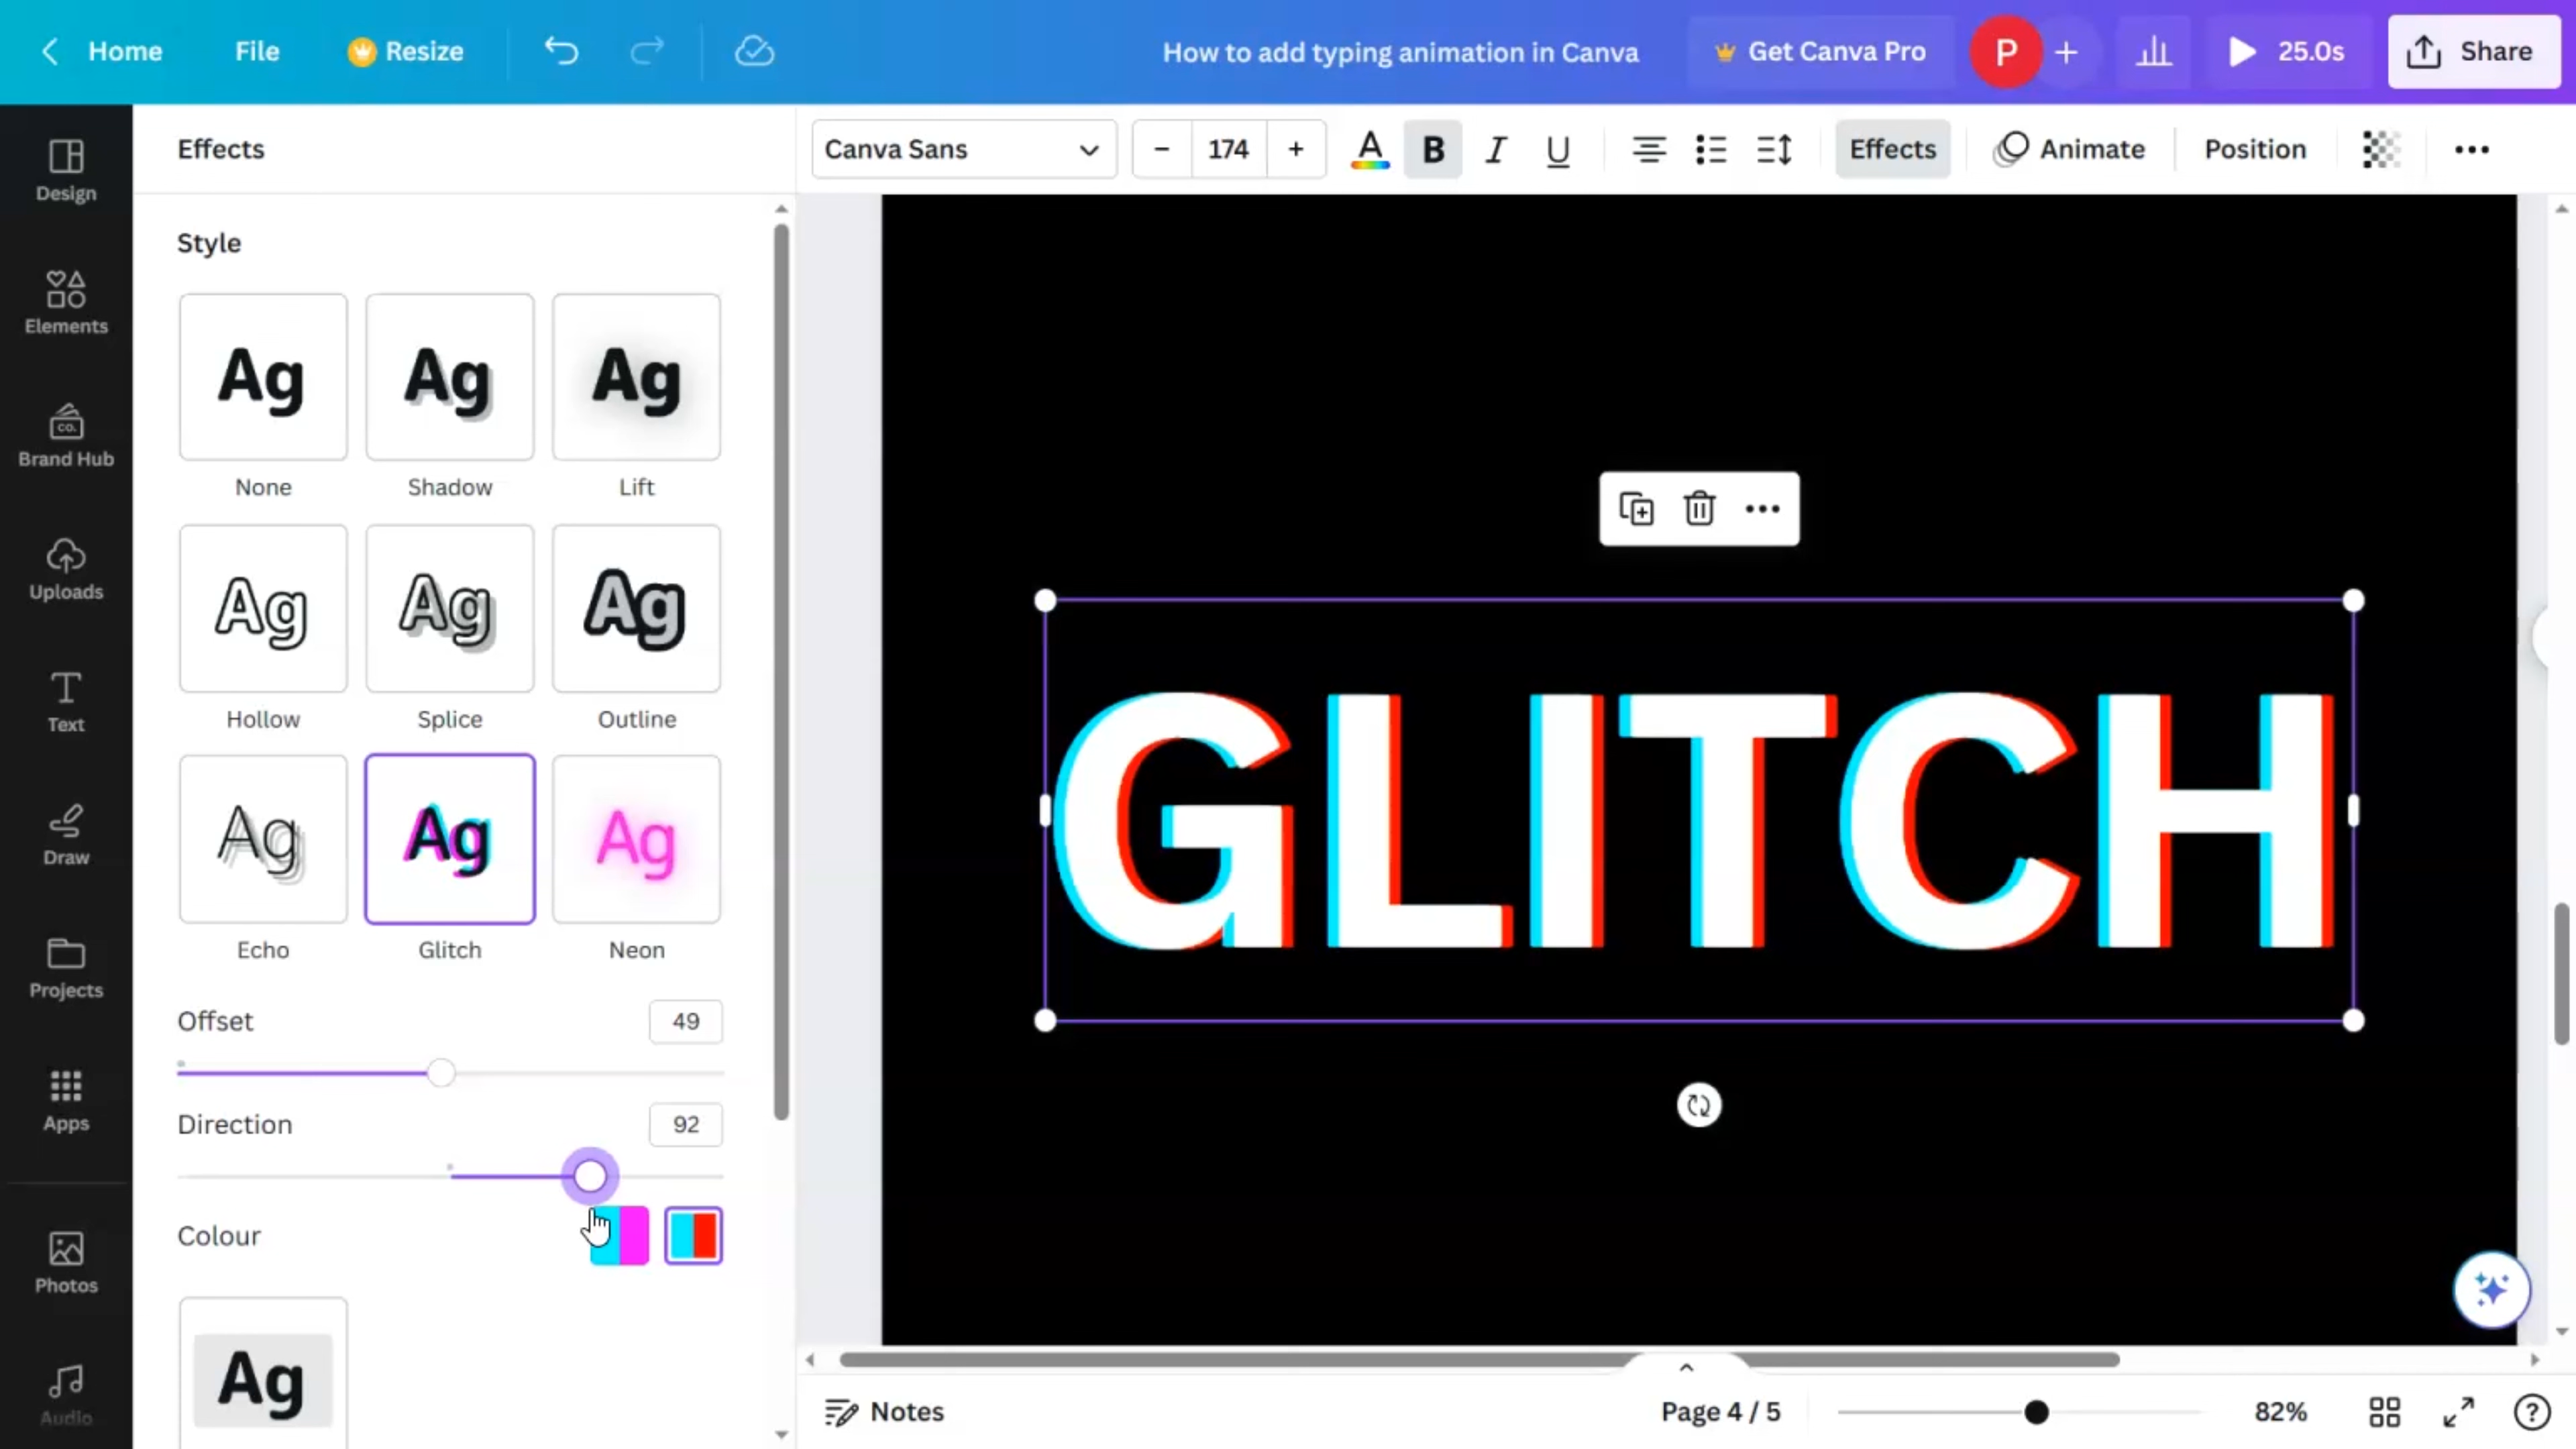 Home File Resize How to add typing animation in Canva Get Canva Pro P + 25.0s Share
Effects Canva Sans - 174 + A B I U Effects Animate Position
Design
Elements
CO.
Brand Hub
Uploads
Text
Draw
Projects
Apps
Photos
Audio
Style
Ag Ag Ag
None Shadow Lift
Ag Ag Ag
Hollow Splice Outline
Ag Ag Ag
Echo Glitch Neon
Offset 49
Direction 92
Colour
Ag
GLITCH
Notes Page 4 / 5 82% ?